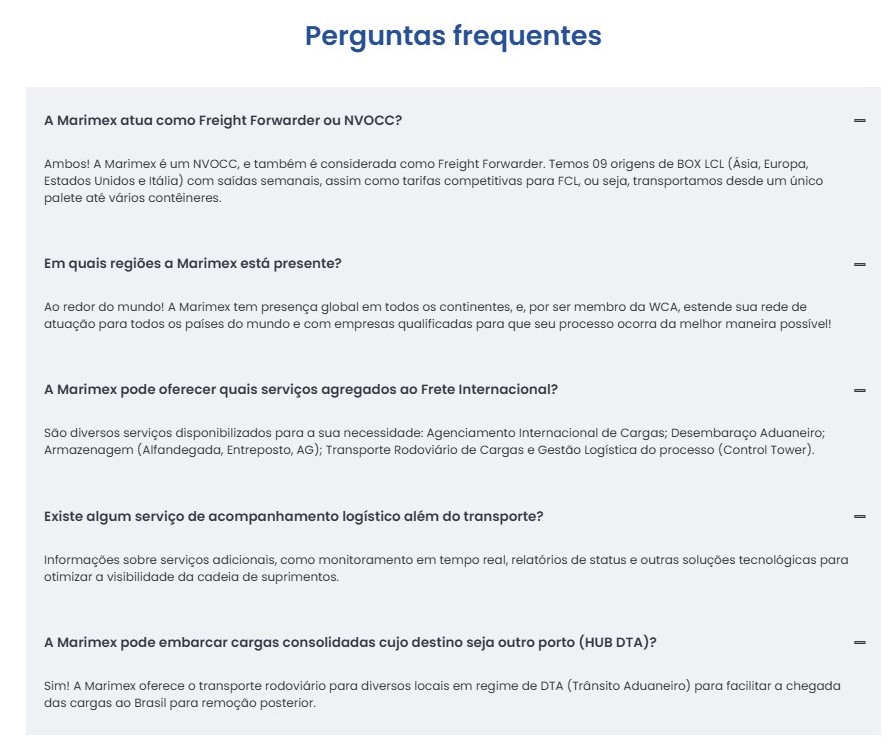 Perguntas frequentes
A Marimex atua como Freight Forwarder ou NVOCC?
Ambos! A Marimex é um NVOCC, e também é considerada como Freight Forwarder. Temos 09 origens de BOX LCL (Ásia, Europa,
Estados Unidos e Itália) com saídas semanais, assim como tarifas competitivas para FCL, ou seja, transportamos desde um único
palete até vários contêineres.
Em quais regiões a Marimex está presente?
Ao redor do mundo! A Marimex tem presença global em todos os continentes, e, por ser membro da WCA, estende sua rede de
atuação para todos os países do mundo e com empresas qualificadas para que seu processo ocorra da melhor maneira possível!
A Marimex pode oferecer quais serviços agregados ao Frete Internacional?
São diversos serviços disponibilizados para a sua necessidade: Agenciamento Internacional de Cargas; Desembaraço Aduaneiro;
Armazenagem (Alfandegada, Entreposto, AG); Transporte Rodoviário de Cargas e Gestão Logística do processo (Control Tower).
Existe algum serviço de acompanhamento logístico além do transporte?
Informações sobre serviços adicionais, como monitoramento em tempo real, relatórios de status e outras soluções tecnológicas para
otimizar a visibilidade da cadeia de suprimentos.
A Marimex pode embarcar cargas consolidadas cujo destino seja outro porto (HUB DTA)?
Sim! A Marimex oferece o transporte rodoviário para diversos locais em regime de DTA (Trânsito Aduaneiro) para facilitar a chegada
das cargas ao Brasil para remoção posterior.